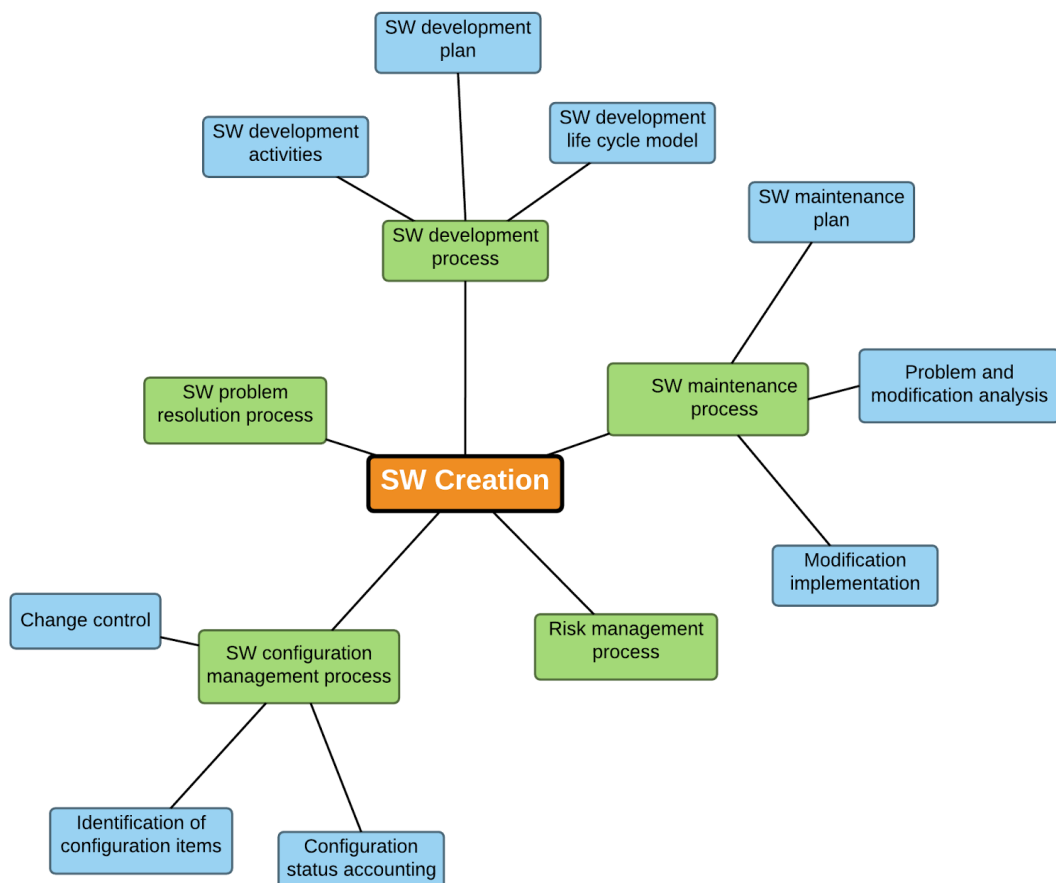 SW development
plan
SW development
life cycle model
SW development
activities
SW maintenance
plan
SW development
process
Problem and
modification analysis
SW maintenance
process
SW problem
resolution process
SW Creation
Modification
implementation
Change control
Risk management
process
SW configuration
management process
Identification of
configuration items
Configuration
status accounting